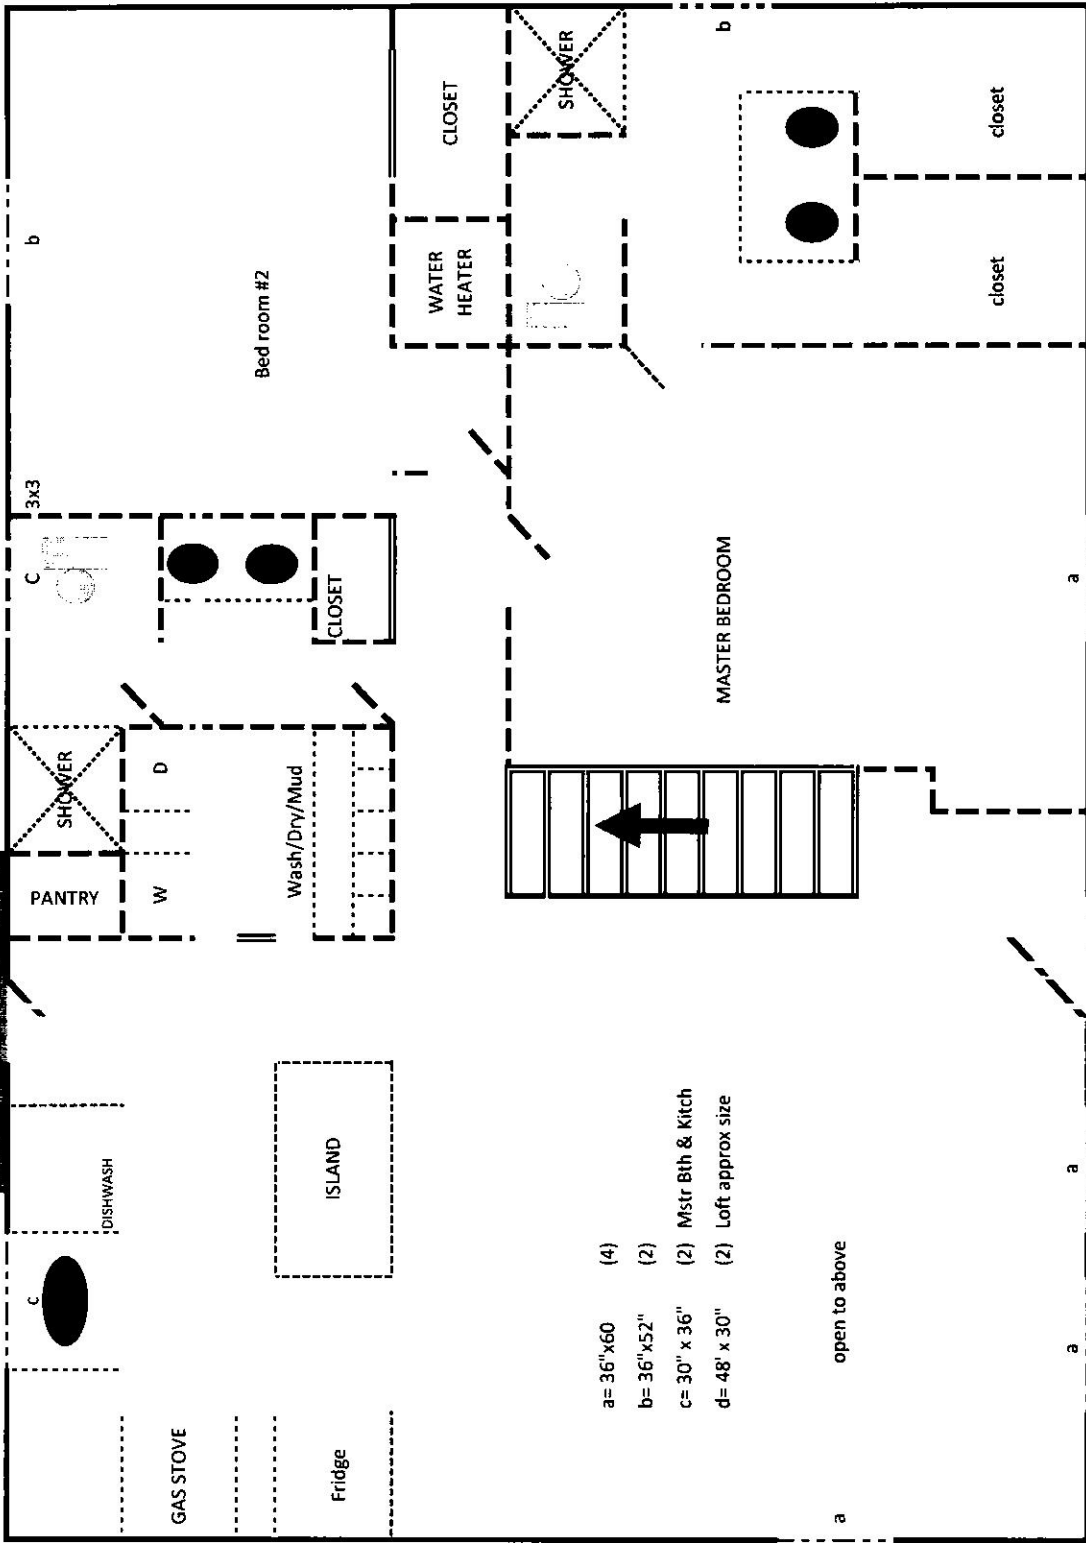 c
C
3x3
b
PANTRY
SHOWER
DISHWASH
W
D
GAS STOVE
Bed room #2
Wash/Dry/Mud
Fridge
ISLAND
CLOSET
WATER
HEATER
CLOSET
SHOWER
a= 36"x60 (4)
b= 36"x52" (2)
c= 30" x 36" (2) Mstr Bth & Kitch
d= 48' x 30" (2) Loft approx size
MASTER BEDROOM
b
a
open to above
closet
closet
a
a
a